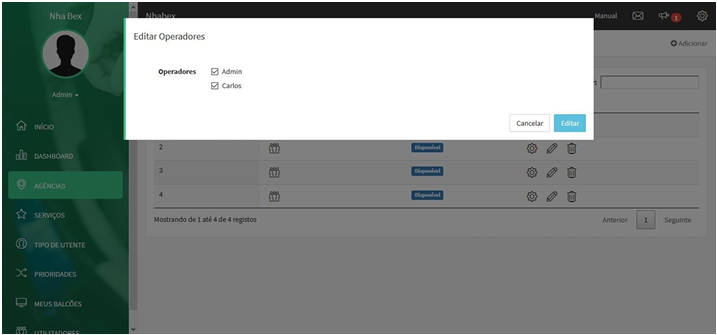 Nha Bex
Nhabex
Manual
1
Editar Operadores
Adicionar
Operadores
Admin
Carlos
Admin
Cancelar
Editar
INÍCIO
DASHBOARD
AGÊNCIAS
SERVIÇOS
TIPO DE UTENTE
PRIORIDADES
MEUS BALCÕES
UTILIZADORES
2
Disponível
3
Disponível
4
Disponível
Mostrando de 1 até 4 de 4 registos
Anterior
1
Seguinte